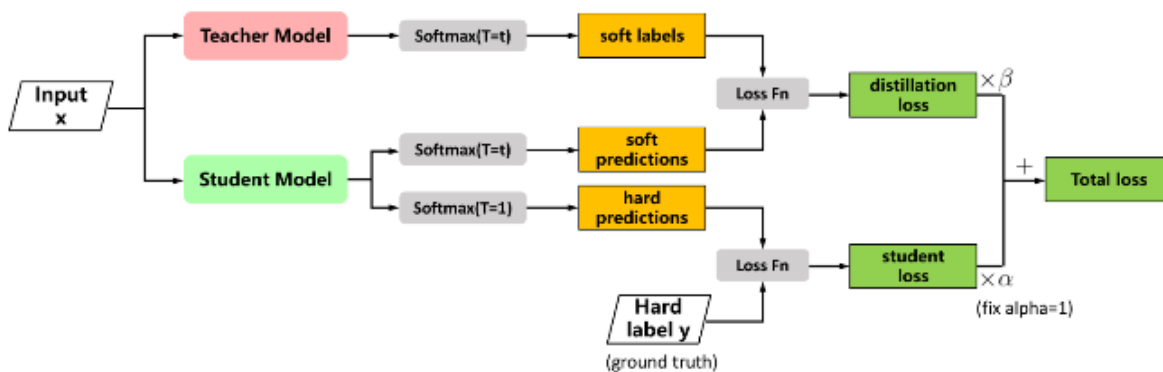 Teacher Model
Softmax(T=t)
soft labels
Input
x
Loss Fn
distillation
loss
×β
Student Model
Softmax(T=t)
soft
predictions
+
Total loss
Softmax(T=1)
hard
predictions
Loss Fn
student
loss
×α
(fix alpha=1)
Hard
label y
(ground truth)